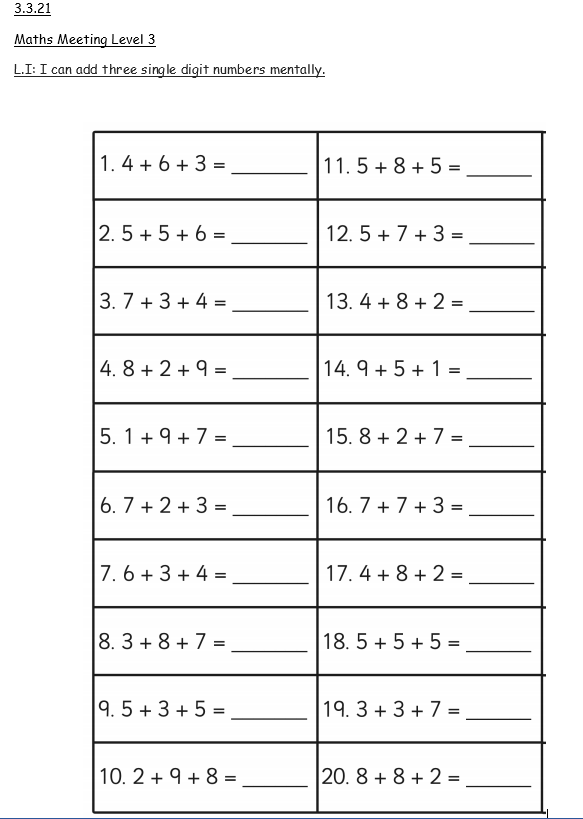 3.3.21
Maths Meeting Level 3
L.I: I can add three single digit numbers mentally.
1. 4 + 6 + 3 = ______
11. 5 + 8 + 5 = ______
2. 5 + 5 + 6 = ______
12. 5 + 7 + 3 = ______
3. 7 + 3 + 4 = ______
13. 4 + 8 + 2 = ______
4. 8 + 2 + 9 = ______
14. 9 + 5 + 1 = ______
5. 1 + 9 + 7 = ______
15. 8 + 2 + 7 = ______
6. 7 + 2 + 3 = ______
16. 7 + 7 + 3 = ______
7. 6 + 3 + 4 = ______
17. 4 + 8 + 2 = ______
8. 3 + 8 + 7 = ______
18. 5 + 5 + 5 = ______
9. 5 + 3 + 5 = ______
19. 3 + 3 + 7 = ______
10. 2 + 9 + 8 = ______
20. 8 + 8 + 2 = ______